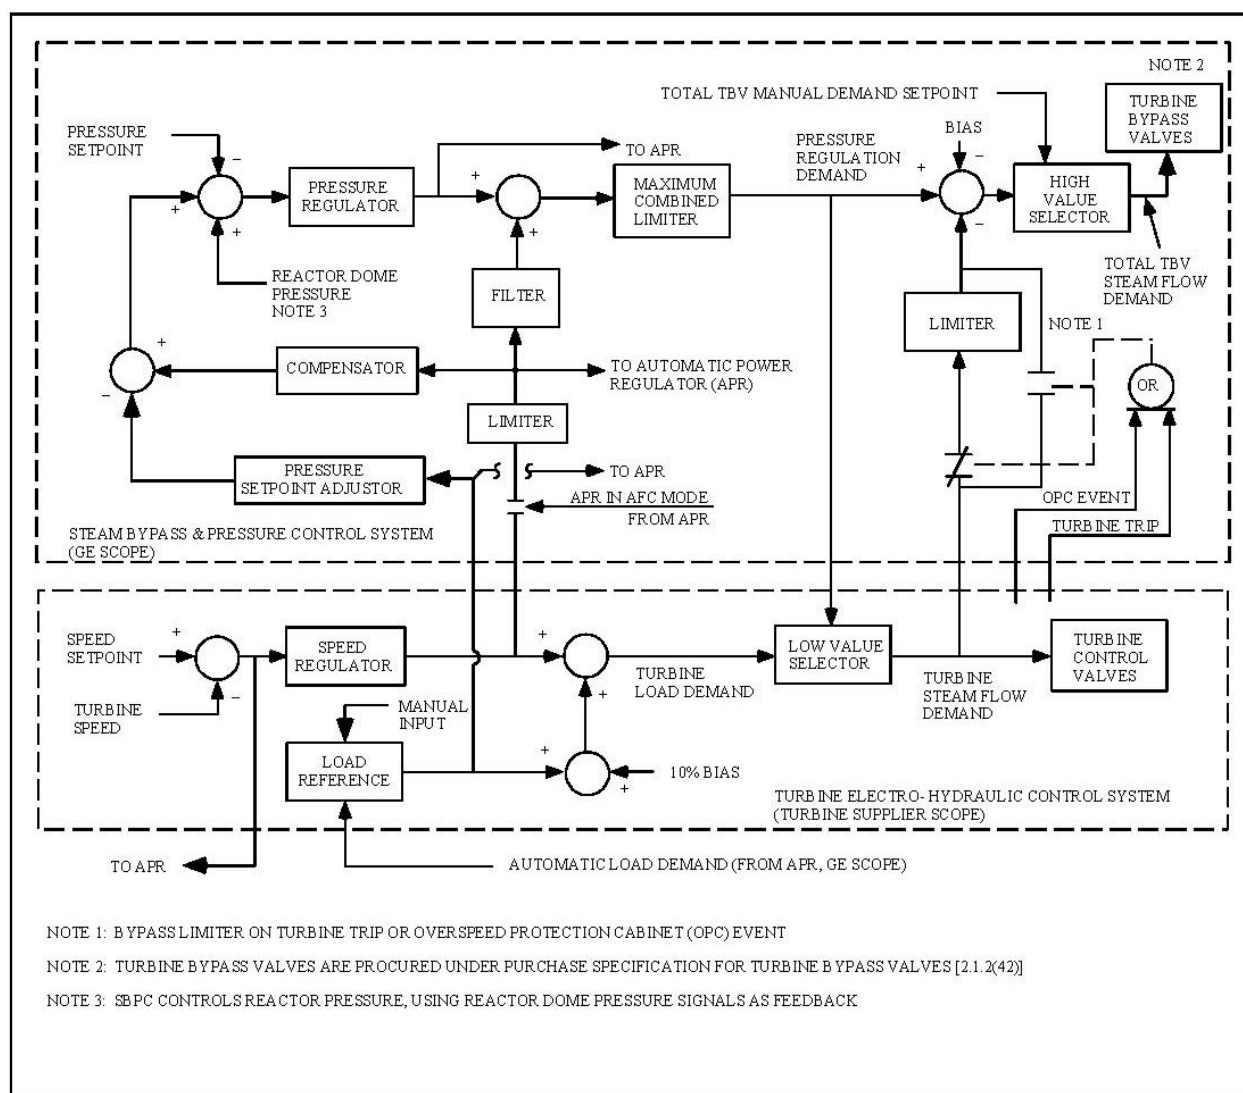 NOTE 2
TOTAL TBV MANUAL DEMAND SETPOINT
TURBINE
BYPASS
VALVES
PRESSURE
SETPOINT
−
TO APR
PRESSURE
REGULATION
DEMAND
BIAS
−
+
PRESSURE
REGULATOR
+
MAXIMUM
COMBINED
LIMITER
+
HIGH
VALUE
SELECTOR
+
+
−
REACTOR DOME
PRESSURE
NOTE 3
FILTER
TOTAL TBV
STEAM FLOW
DEMAND
LIMITER
NOTE 1
+
COMPENSATOR
TO AUTOMATIC POWER
REGULATOR (APR)
OR
−
LIMITER
PRESSURE
SETPOINT ADJUSTOR
TO APR
APR IN AFC MODE
FROM APR
OPC EVENT
TURBINE TRIP
STEAM BYPASS & PRESSURE CONTROL SYSTEM
(GE SCOPE)
SPEED
SETPOINT
+
SPEED
REGULATOR
+
LOW VALUE
SELECTOR
TURBINE
CONTROL
VALVES
TURBINE
LOAD DEMAND
TURBINE
STEAM FLOW
DEMAND
−
+
TURBINE
SPEED
MANUAL
INPUT
LOAD
REFERENCE
+
10% BIAS
+
TURBINE ELECTRO-HYDRAULIC CONTROL SYSTEM
(TURBINE SUPPLIER SCOPE)
TO APR
AUTOMATIC LOAD DEMAND (FROM APR, GE SCOPE)
NOTE 1: BYPASS LIMITER ON TURBINE TRIP OR OVERSPEED PROTECTION CABINET (OPC) EVENT
NOTE 2: TURBINE BYPASS VALVES ARE PROCURED UNDER PURCHASE SPECIFICATION FOR TURBINE BYPASS VALVES [2.1.2(42)]
NOTE 3: SBPC CONTROLS REACTOR PRESSURE, USING REACTOR DOME PRESSURE SIGNALS AS FEEDBACK